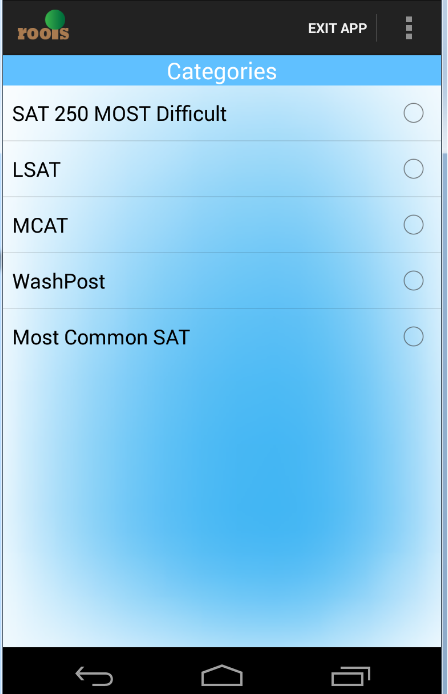 roots
EXIT APP
Categories
SAT 250 MOST Difficult
LSAT
MCAT
WashPost
Most Common SAT